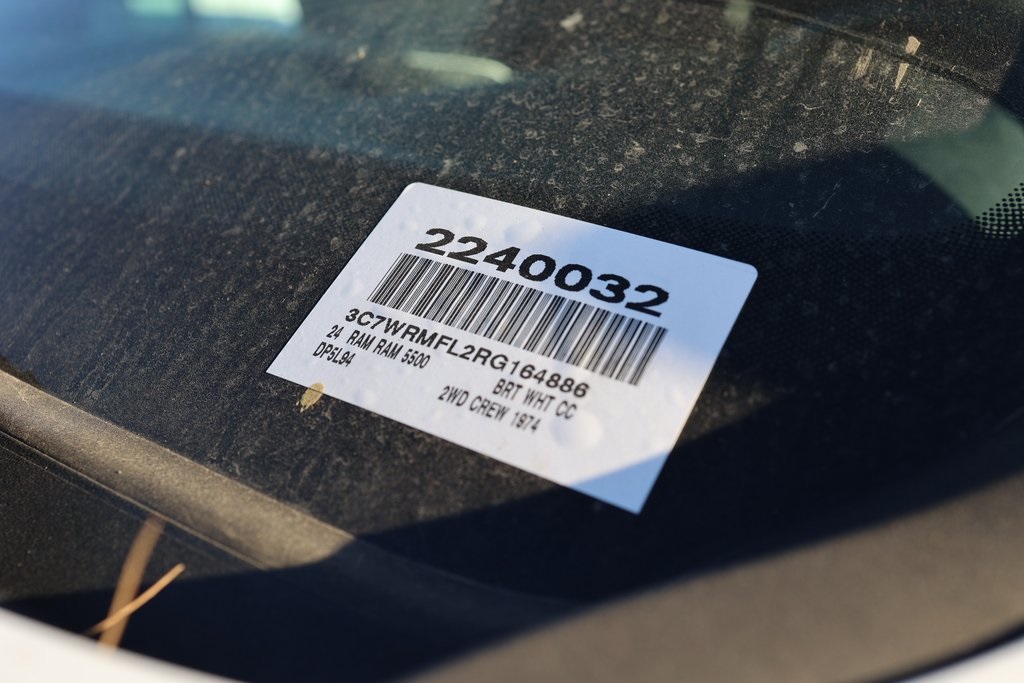 2240032
3C7WRMFL2RG164886
24 RAM RAM 5500 BRT WHT CC
DP5L94 2WD CREW 1974